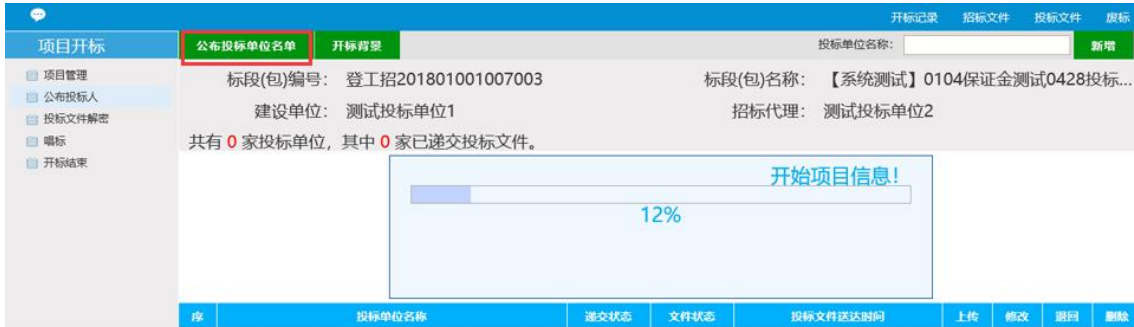 开标记录 招标文件 投标文件 废标
项目开标 公布投标单位名单 开标背景 投标单位名称： 新增
项目管理
公布投标人
投标文件解密
唱标
开标结束
标段(包)编号： 登工招201801001007003 标段(包)名称： 【系统测试】0104保证金测试0428投标...
建设单位： 测试投标单位1 招标代理： 测试投标单位2
共有 0 家投标单位，其中 0 家已递交投标文件。
开始项目信息！
12%
序 投标单位名称 递交状态 文件状态 投标文件送达时间 上传 修改 退回 删除